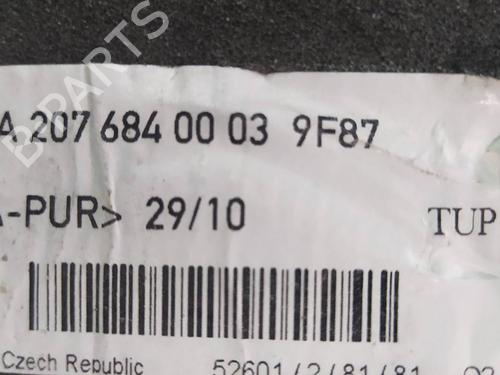 A 207 684 00 03 9F87
A-PUR> 29/10 TUP
Czech Republic 52601/2/81/81
B-PARTS